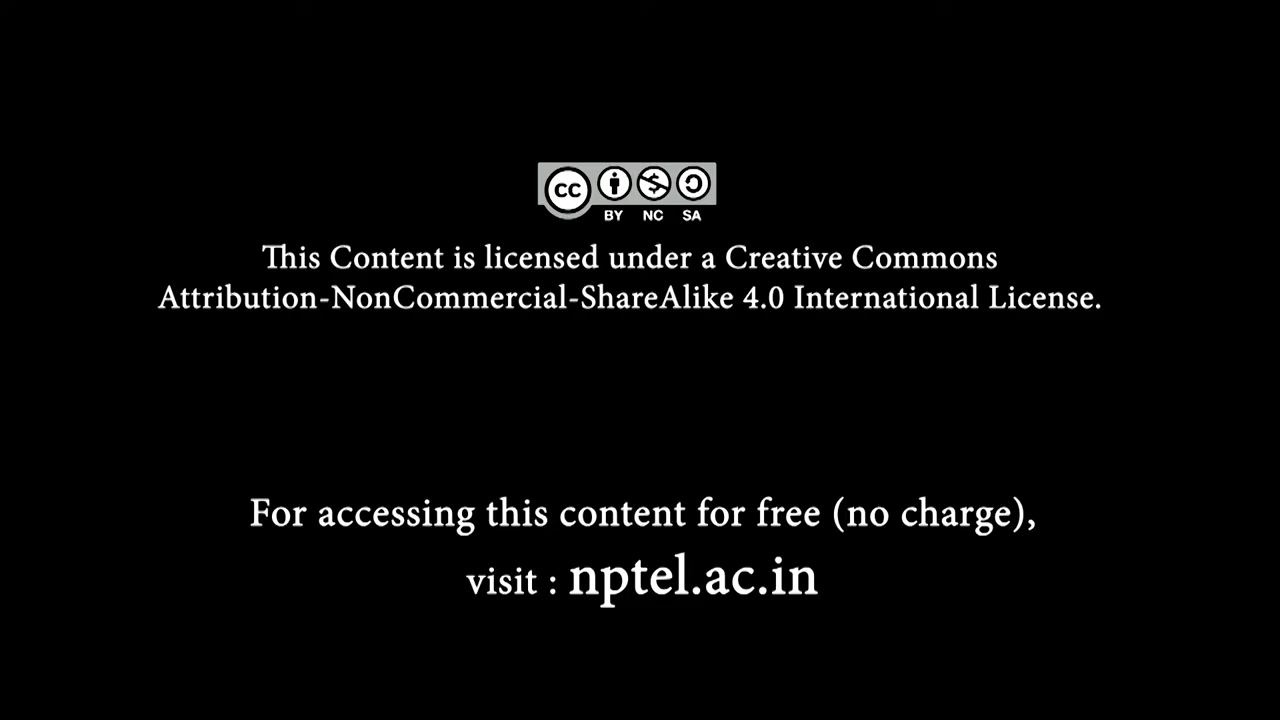 cc
BY NC SA
This Content is licensed under a Creative Commons
Attribution-NonCommercial-ShareAlike 4.0 International License.
For accessing this content for free (no charge),
visit : nptel.ac.in